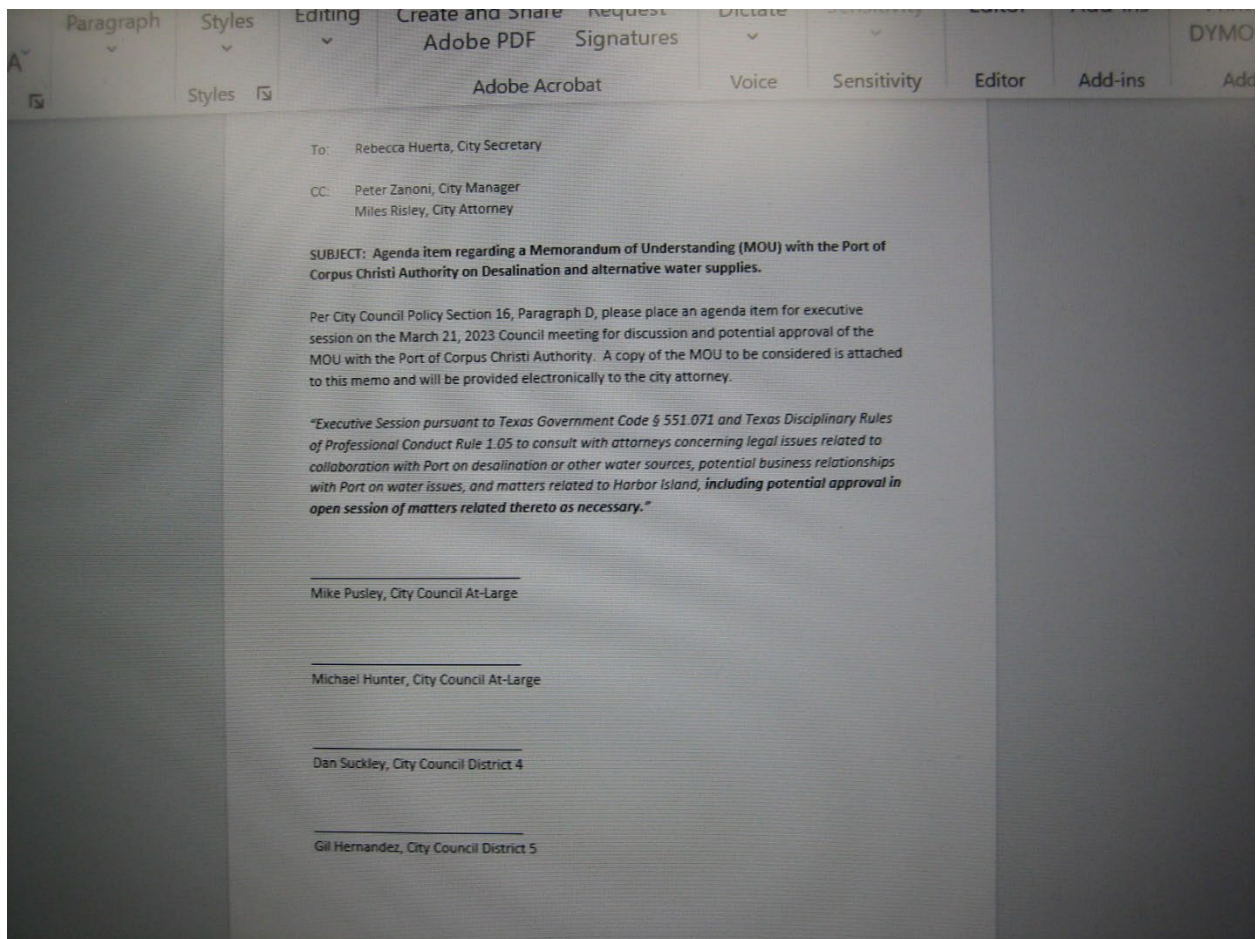 Paragraph
Styles
Editing
Create and Share
Adobe PDF
Request
Signatures
Dictate
Sensitivity
Editor
Add-ins
DYMO
A
Styles
Adobe Acrobat
Voice
Sensitivity
Editor
Add-ins
Add
To: Rebecca Huerta, City Secretary
CC: Peter Zanoni, City Manager
Miles Risley, City Attorney
SUBJECT: Agenda item regarding a Memorandum of Understanding (MOU) with the Port of
Corpus Christi Authority on Desalination and alternative water supplies.
Per City Council Policy Section 16, Paragraph D, please place an agenda item for executive
session on the March 21, 2023 Council meeting for discussion and potential approval of the
MOU with the Port of Corpus Christi Authority. A copy of the MOU to be considered is attached
to this memo and will be provided electronically to the city attorney.
“Executive Session pursuant to Texas Government Code § 551.071 and Texas Disciplinary Rules
of Professional Conduct Rule 1.05 to consult with attorneys concerning legal issues related to
collaboration with Port on desalination or other water sources, potential business relationships
with Port on water issues, and matters related to Harbor Island, including potential approval in
open session of matters related thereto as necessary.”
Mike Pusley, City Council At-Large
Michael Hunter, City Council At-Large
Dan Suckley, City Council District 4
Gil Hernandez, City Council District 5